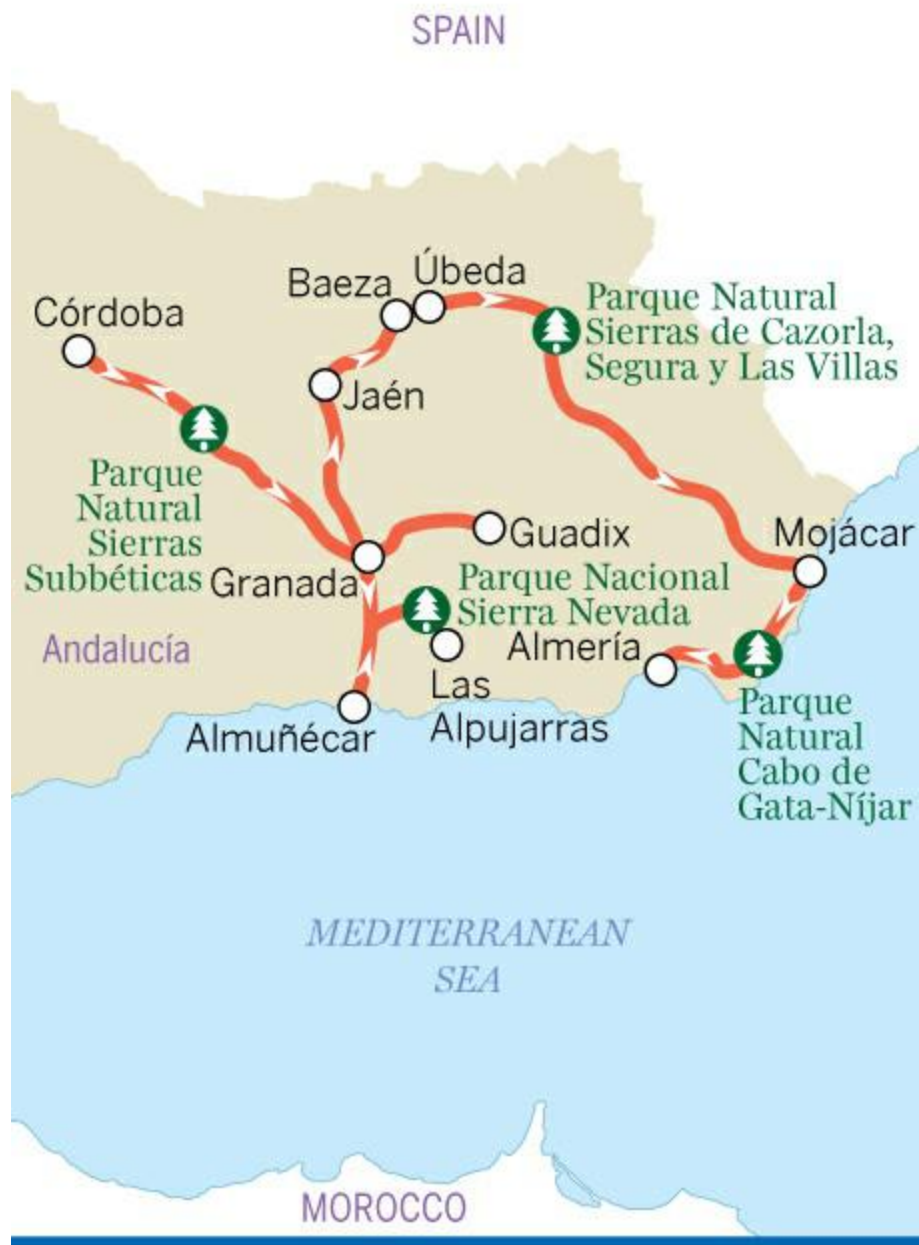 SPAIN
Baeza
Úbeda
Córdoba
Parque Natural
Sierras de Cazorla,
Segura y Las Villas
Jaén
Parque
Natural
Sierras
Subbéticas
Guadix
Mojácar
Granada
Parque Nacional
Sierra Nevada
Andalucía
Almería
Las
Alpujarras
Almuñécar
Parque
Natural
Cabo de
Gata-Níjar
MEDITERRANEAN
SEA
MOROCCO